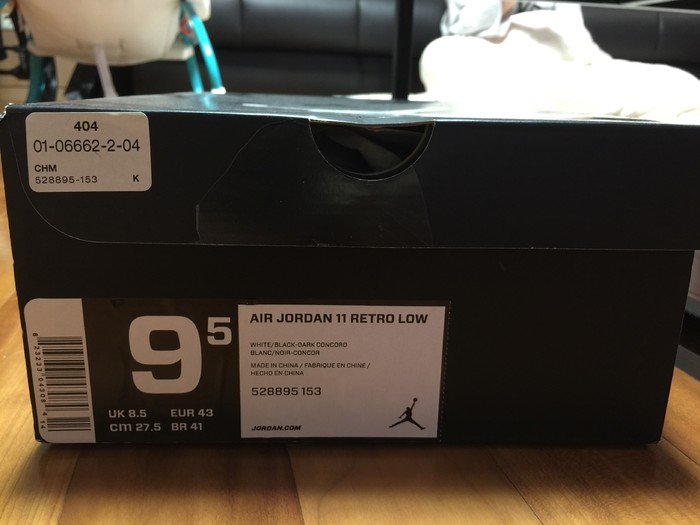 404
01-06662-2-04
CHM
528895-153 K
9⁵
UK 8.5 EUR 43
cm 27.5 BR 41
AIR JORDAN 11 RETRO LOW
WHITE/BLACK-DARK CONCORD
BLANC/NOIR-CONCOR
MADE IN CHINA / FABRIQUE EN CHINE /
HECHO EN CHINA
528895 153
JORDAN.COM